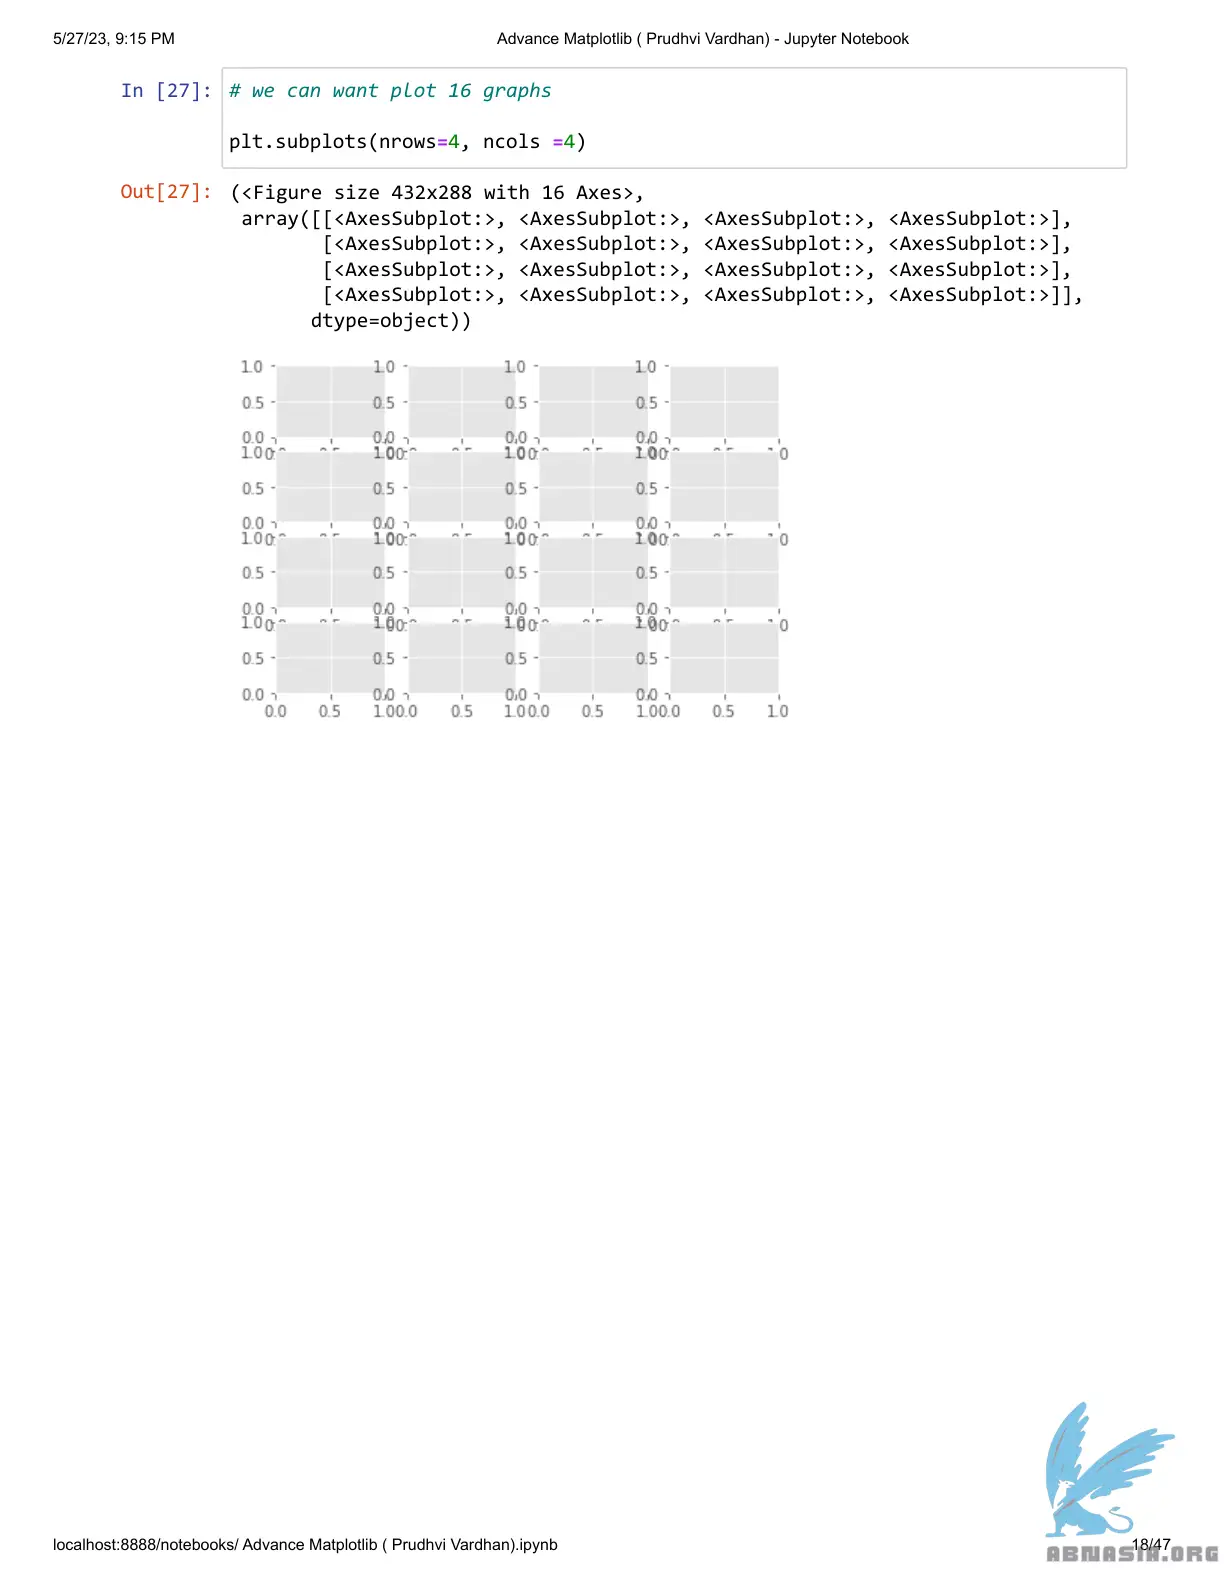 5/27/23, 9:15 PM Advance Matplotlib ( Prudhvi Vardhan) - Jupyter Notebook
In [27]: # we can want plot 16 graphs
plt.subplots(nrows=4, ncols =4)
Out[27]: (<Figure size 432x288 with 16 Axes>,
array([[<AxesSubplot:>, <AxesSubplot:>, <AxesSubplot:>, <AxesSubplot:>],
[<AxesSubplot:>, <AxesSubplot:>, <AxesSubplot:>, <AxesSubplot:>],
[<AxesSubplot:>, <AxesSubplot:>, <AxesSubplot:>, <AxesSubplot:>],
[<AxesSubplot:>, <AxesSubplot:>, <AxesSubplot:>, <AxesSubplot:>]],
dtype=object))
1.0 1.0 1.0 1.0
0.5 0.5 0.5 0.5
0.0 0.0 0.0 0.0
1.0 1.0 1.0 1.0
0.5 0.5 0.5 0.5
0.0 0.0 0.0 0.0
1.0 1.0 1.0 1.0
0.5 0.5 0.5 0.5
0.0 0.0 0.0 0.0
1.0 1.0 1.0 1.0
0.5 0.5 0.5 0.5
0.0 0.0 0.0 0.0
0.0 0.5 1.0 0.0 0.5 1.0 0.0 0.5 1.0 0.0 0.5 1.0
localhost:8888/notebooks/ Advance Matplotlib ( Prudhvi Vardhan).ipynb 18/47
ABNASIA.ORG